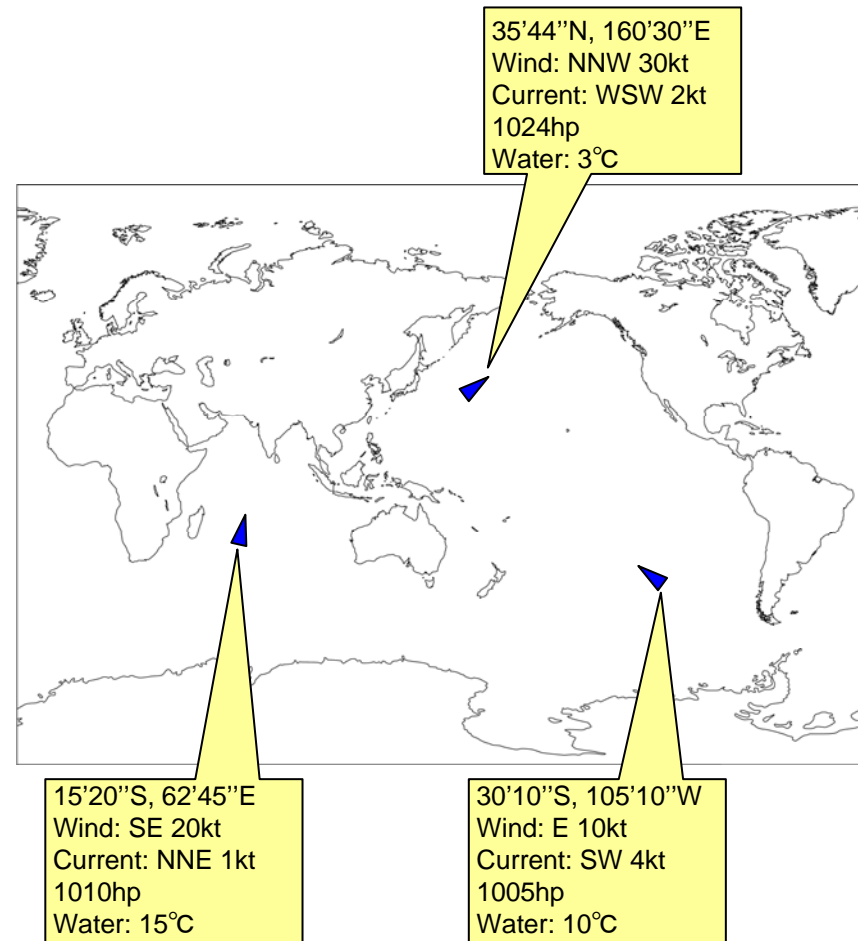 35'44''N, 160'30''E
Wind: NNW 30kt
Current: WSW 2kt
1024hp
Water: 3℃
15'20''S, 62'45''E
Wind: SE 20kt
Current: NNE 1kt
1010hp
Water: 15℃
30'10''S, 105'10''W
Wind: E 10kt
Current: SW 4kt
1005hp
Water: 10℃